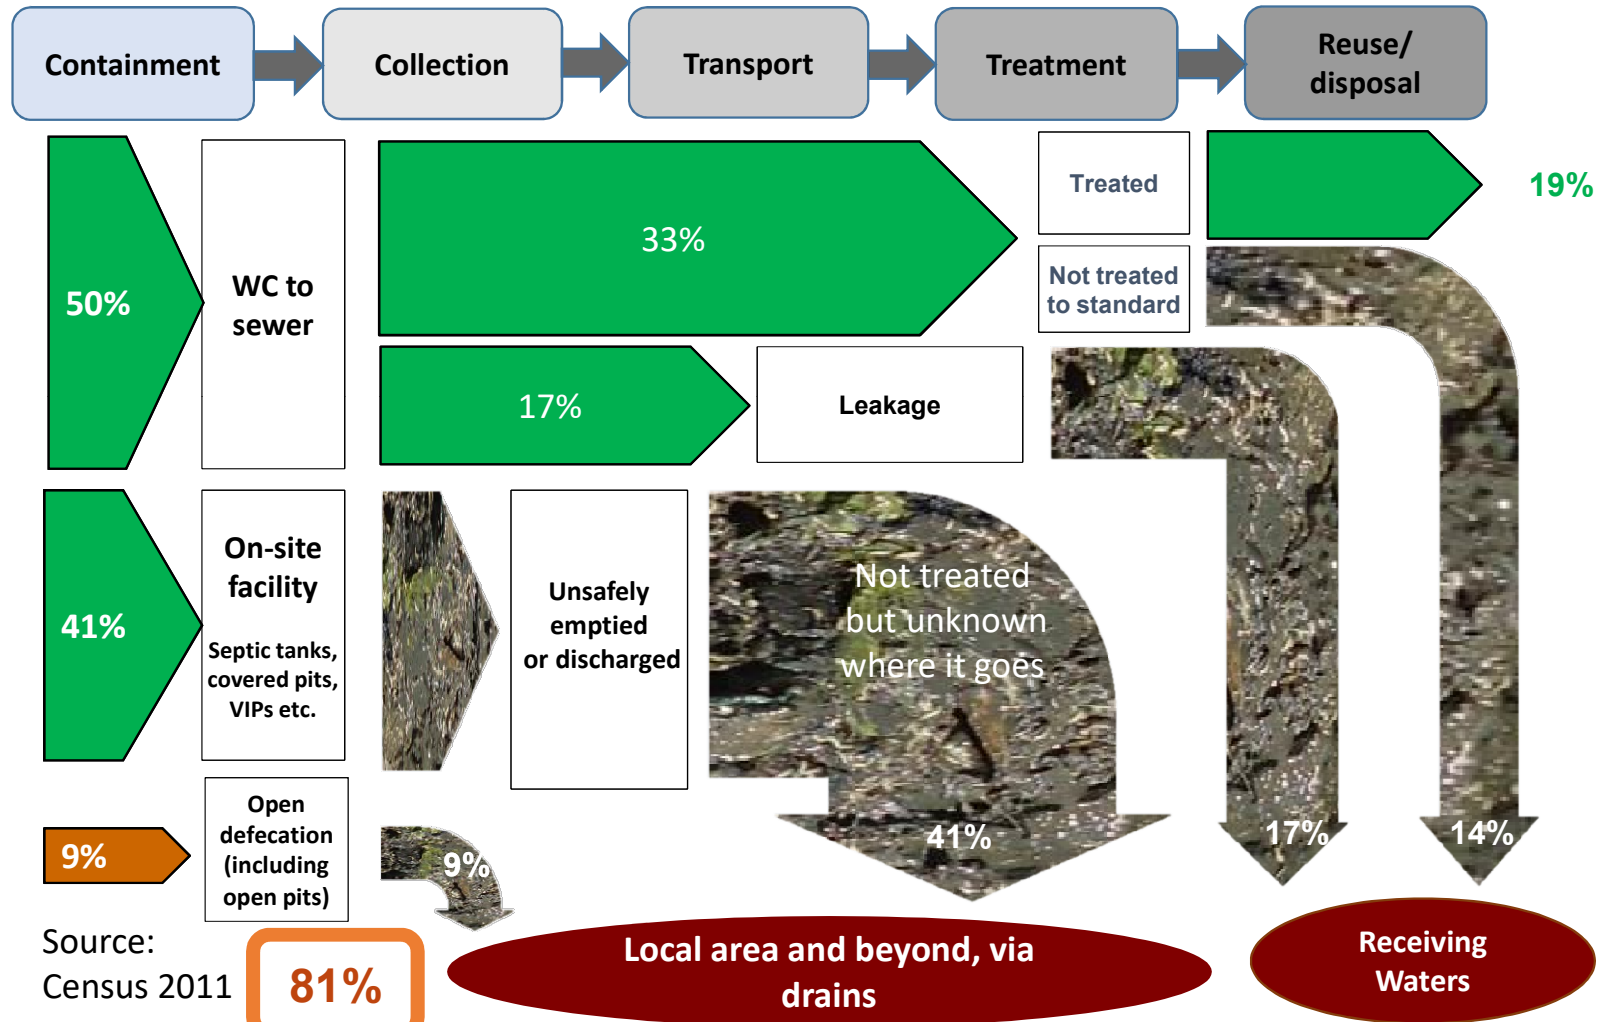 Containment
Collection
Transport
Treatment
Reuse/
disposal
50%
WC to
sewer
33%
Treated
19%
Not treated
to standard
17%
Leakage
41%
On-site
facility
Septic tanks,
covered pits,
VIPs etc.
Unsafely
emptied
or discharged
Not treated
but unknown
where it goes
41%
17%
14%
9%
Open
defecation
(including
open pits)
9%
Source:
Census 2011
81%
Local area and beyond, via
drains
Receiving
Waters